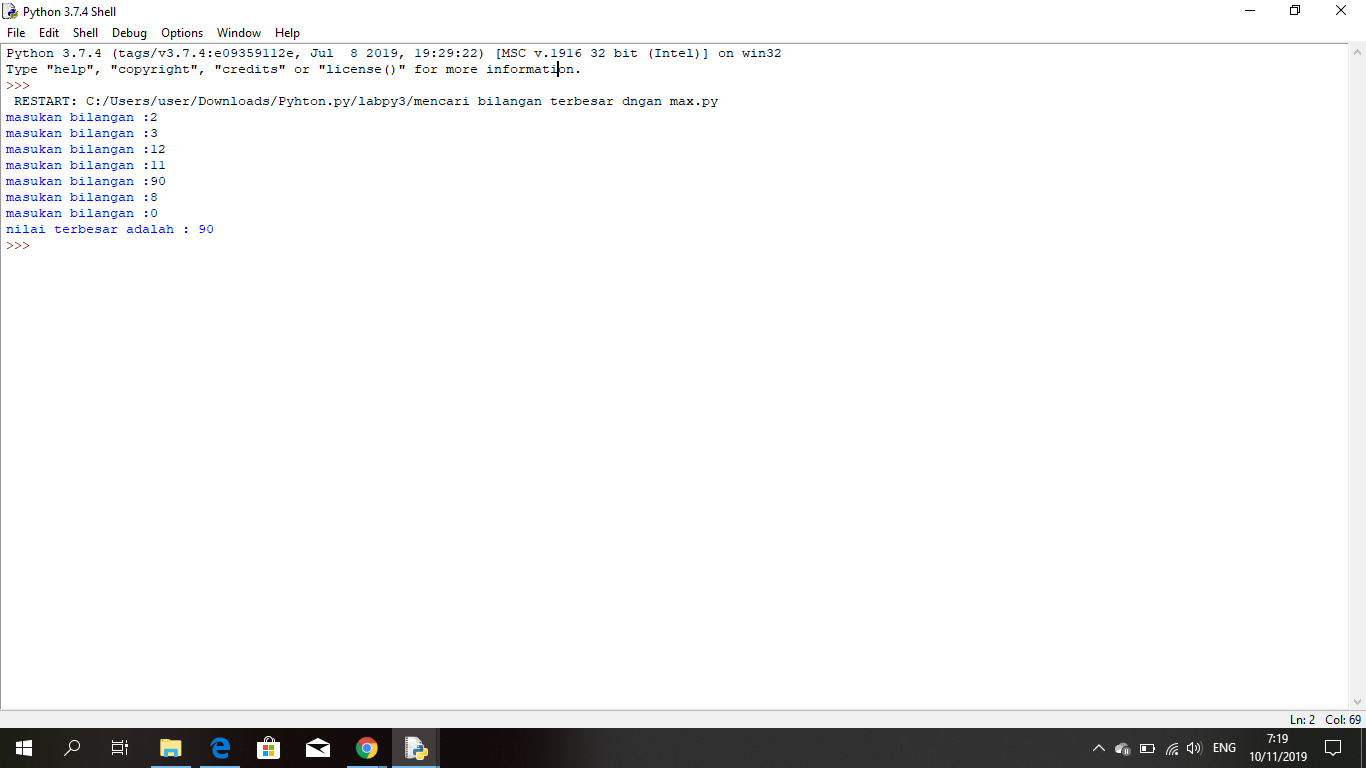 Python 3.7.4 Shell
File Edit Shell Debug Options Window Help
Python 3.7.4 (tags/v3.7.4:e09359112e, Jul  8 2019, 19:29:22) [MSC v.1916 32 bit (Intel)] on win32
Type "help", "copyright", "credits" or "license()" for more information.
>>>
 RESTART: C:/Users/user/Downloads/Pyhton.py/labpy3/mencari bilangan terbesar dngan max.py
masukan bilangan :2
masukan bilangan :3
masukan bilangan :12
masukan bilangan :11
masukan bilangan :90
masukan bilangan :8
masukan bilangan :0
nilai terbesar adalah : 90
>>>
Ln: 2 Col: 69
ENG
7:19
10/11/2019